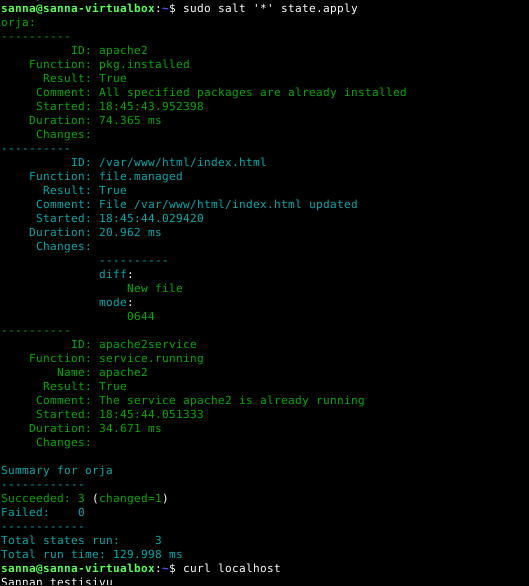 sanna@sanna-virtualbox:~$ sudo salt '*' state.apply
orja:
----------
          ID: apache2
    Function: pkg.installed
      Result: True
     Comment: All specified packages are already installed
     Started: 18:45:43.952398
    Duration: 74.365 ms
     Changes:
----------
          ID: /var/www/html/index.html
    Function: file.managed
      Result: True
     Comment: File /var/www/html/index.html updated
     Started: 18:45:44.029420
    Duration: 20.962 ms
     Changes:
              ----------
              diff:
                  New file
              mode:
                  0644
----------
          ID: apache2service
    Function: service.running
        Name: apache2
      Result: True
     Comment: The service apache2 is already running
     Started: 18:45:44.051333
    Duration: 34.671 ms
     Changes:

Summary for orja
------------
Succeeded: 3 (changed=1)
Failed:    0
------------
Total states run:     3
Total run time: 129.998 ms
sanna@sanna-virtualbox:~$ curl localhost
Sannan testisivu